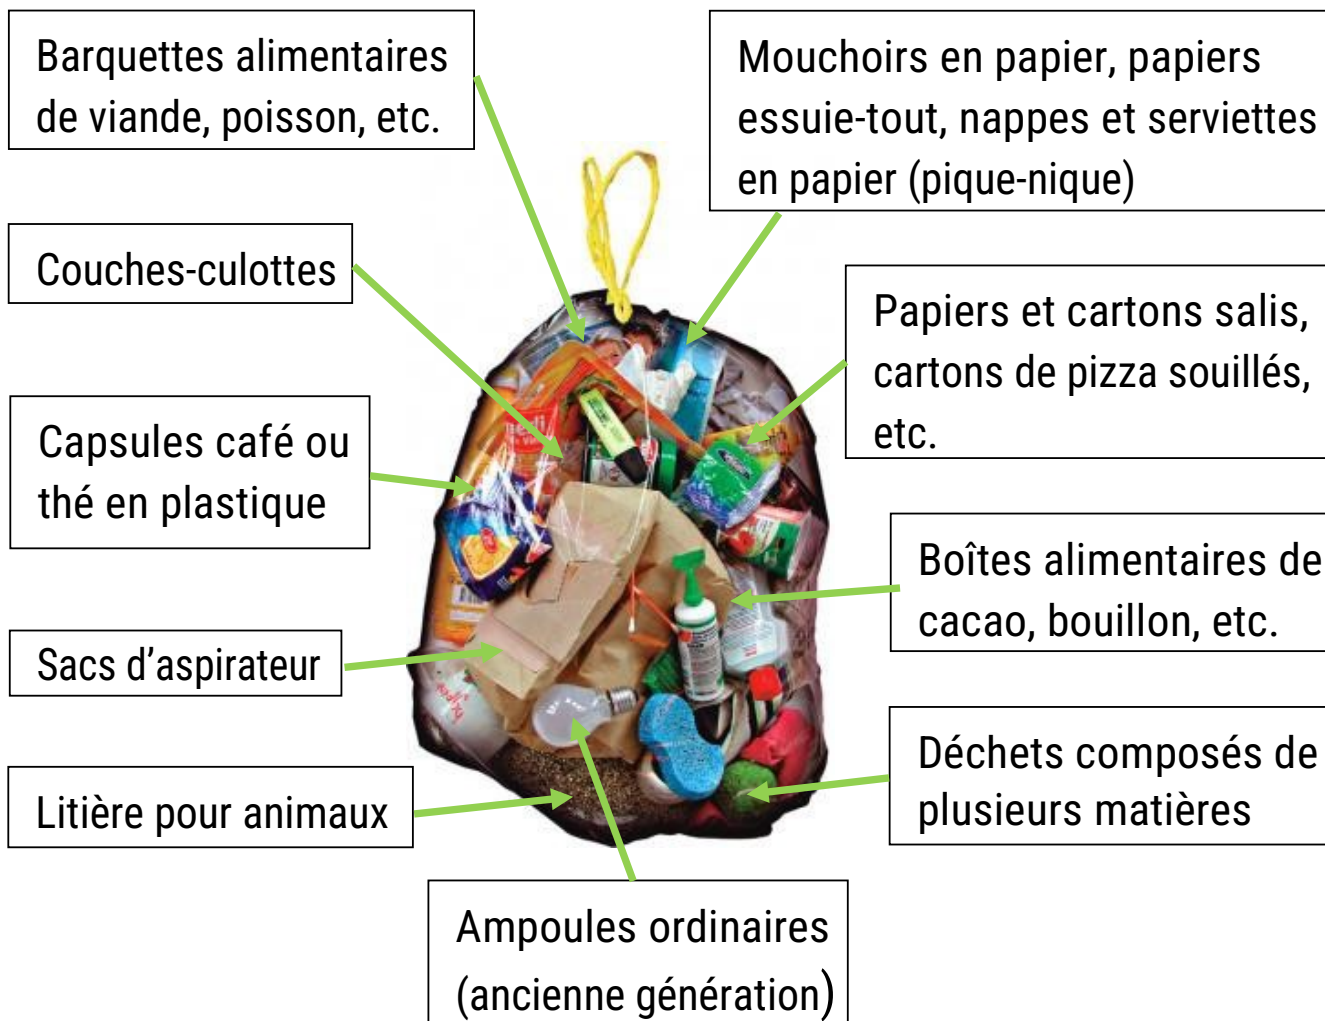 Barquettes alimentaires
de viande, poisson, etc.
Mouchoirs en papier, papiers
essuie-tout, nappes et serviettes
en papier (pique-nique)
Couches-culottes
Papiers et cartons salis,
cartons de pizza souillés,
etc.
Capsules café ou
thé en plastique
Boîtes alimentaires de
cacao, bouillon, etc.
Sacs d’aspirateur
Déchets composés de
plusieurs matières
Litière pour animaux
Ampoules ordinaires
(ancienne génération)